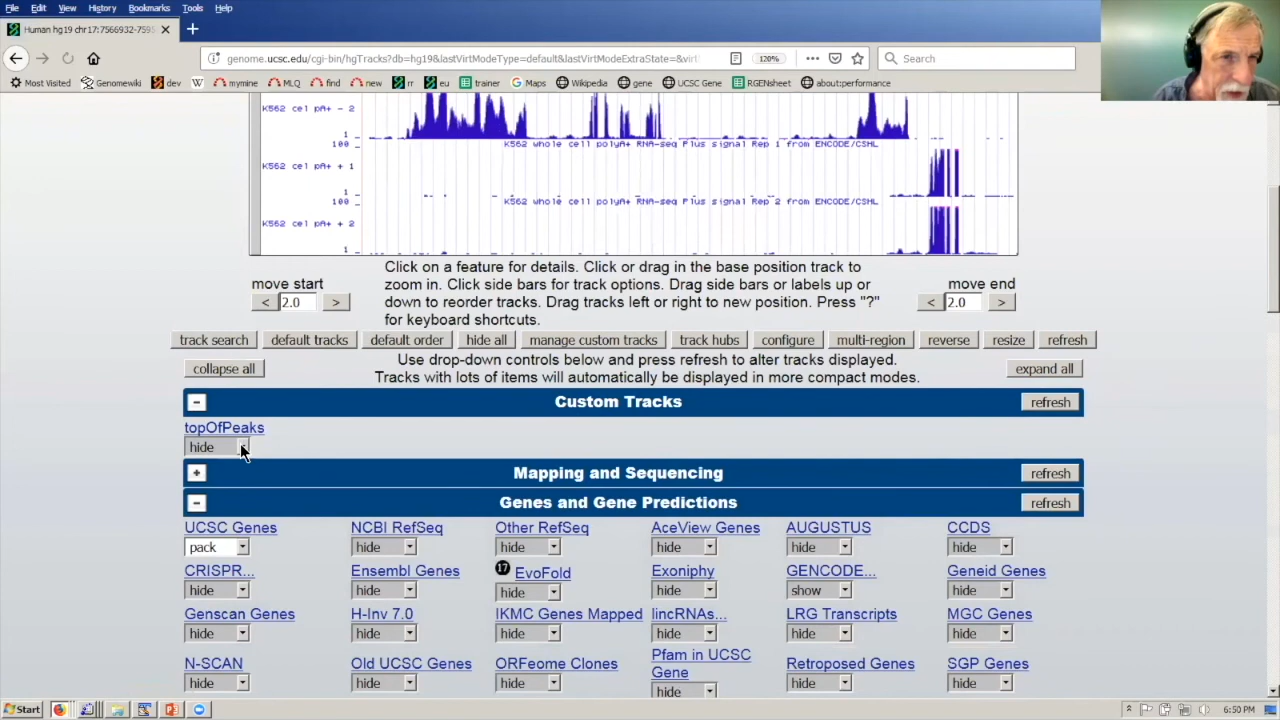 File Edit View History Bookmarks Tools Help
Human hg19 chr17:7566932-759
genome.ucsc.edu/cgi-bin/hgTracks?db=hg19&lastVirtModeType=default&lastVirtModeExtraState=&virt
120%
Search
Most Visited Genomewiki dev mymine MLQ find new rr eu trainer Maps Wikipedia gene UCSC Gene RGENsheet about:performance
K562 cel pA+ - 2
1
100
K562 whole cell polyA+ RNA-seq Plus signal Rep 1 from ENCODE/CSHL
K562 cel pA+ + 1
1
100
K562 whole cell polyA+ RNA-seq Plus signal Rep 2 from ENCODE/CSHL
K562 cel pA+ + 2
1
move start
< 2.0 >
Click on a feature for details. Click or drag in the base position track to
zoom in. Click side bars for track options. Drag side bars or labels up or
down to reorder tracks. Drag tracks left or right to new position. Press "?"
for keyboard shortcuts.
move end
< 2.0 >
track search default tracks default order hide all manage custom tracks track hubs configure multi-region reverse resize refresh
collapse all
Use drop-down controls below and press refresh to alter tracks displayed.
Tracks with lots of items will automatically be displayed in more compact modes.
expand all
- Custom Tracks refresh
topOfPeaks
hide
+ Mapping and Sequencing refresh
- Genes and Gene Predictions refresh
UCSC Genes NCBI RefSeq Other RefSeq AceView Genes AUGUSTUS CCDS
pack hide hide hide hide hide
CRISPR... Ensembl Genes 17 EvoFold Exoniphy GENCODE... Geneid Genes
hide hide hide hide show hide
Genscan Genes H-Inv 7.0 IKMC Genes Mapped lincRNAs... LRG Transcripts MGC Genes
hide hide hide hide hide hide
N-SCAN Old UCSC Genes ORFeome Clones Pfam in UCSC Gene Retroposed Genes SGP Genes
hide hide hide hide hide hide
Start
6:50 PM